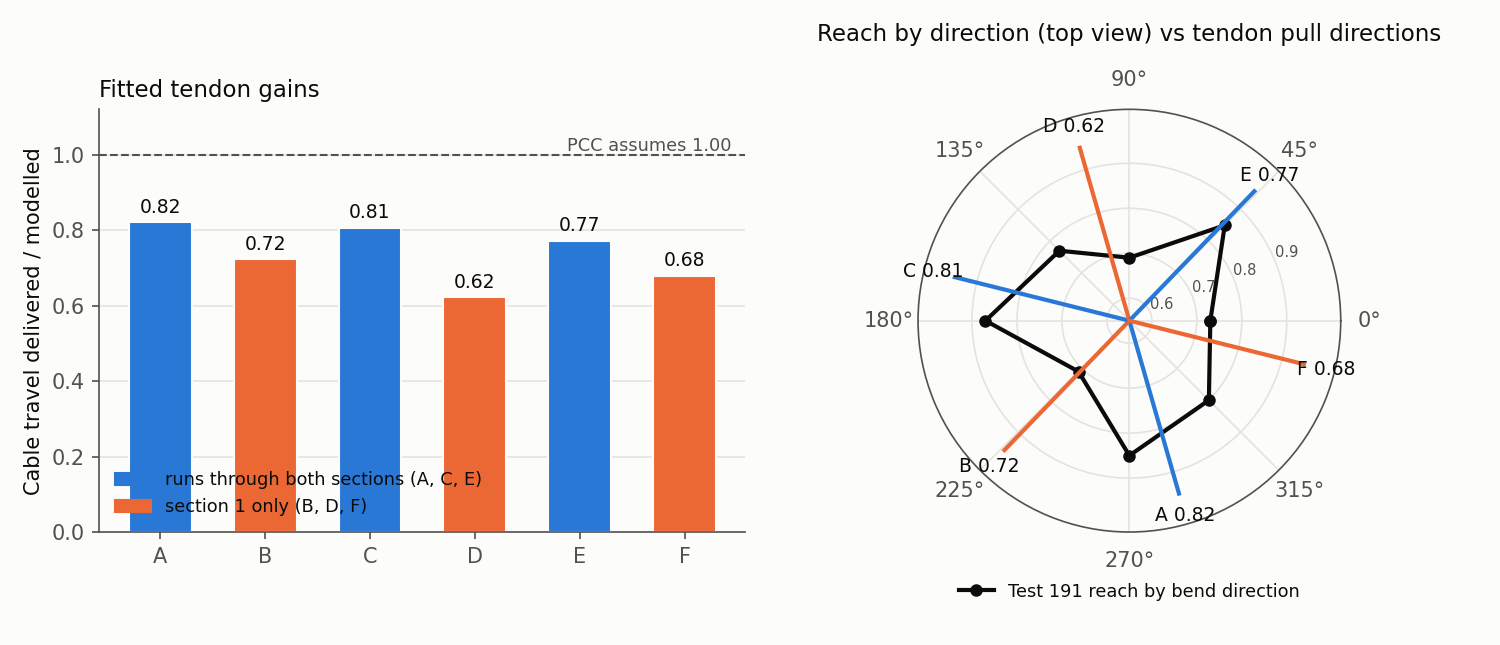 Fitted tendon gains
Cable travel delivered / modelled
1.0
0.8
0.6
0.4
0.2
0.0
PCC assumes 1.00
0.82
0.72
0.81
0.62
0.77
0.68
runs through both sections (A, C, E)
section 1 only (B, D, F)
A
B
C
D
E
F
Reach by direction (top view) vs tendon pull directions
90°
135°
45°
180°
0°
225°
315°
270°
D 0.62
E 0.77
C 0.81
F 0.68
B 0.72
A 0.82
0.9
0.8
0.7
0.6
Test 191 reach by bend direction